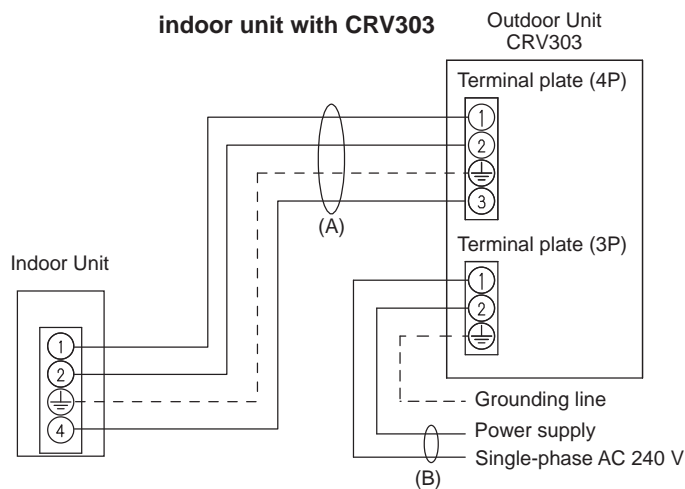 indoor unit with CRV303
Outdoor Unit
CRV303
Terminal plate (4P)
1
2
3
(A)
Terminal plate (3P)
1
2
Indoor Unit
1
2
4
Grounding line
Power supply
Single-phase AC 240 V
(B)